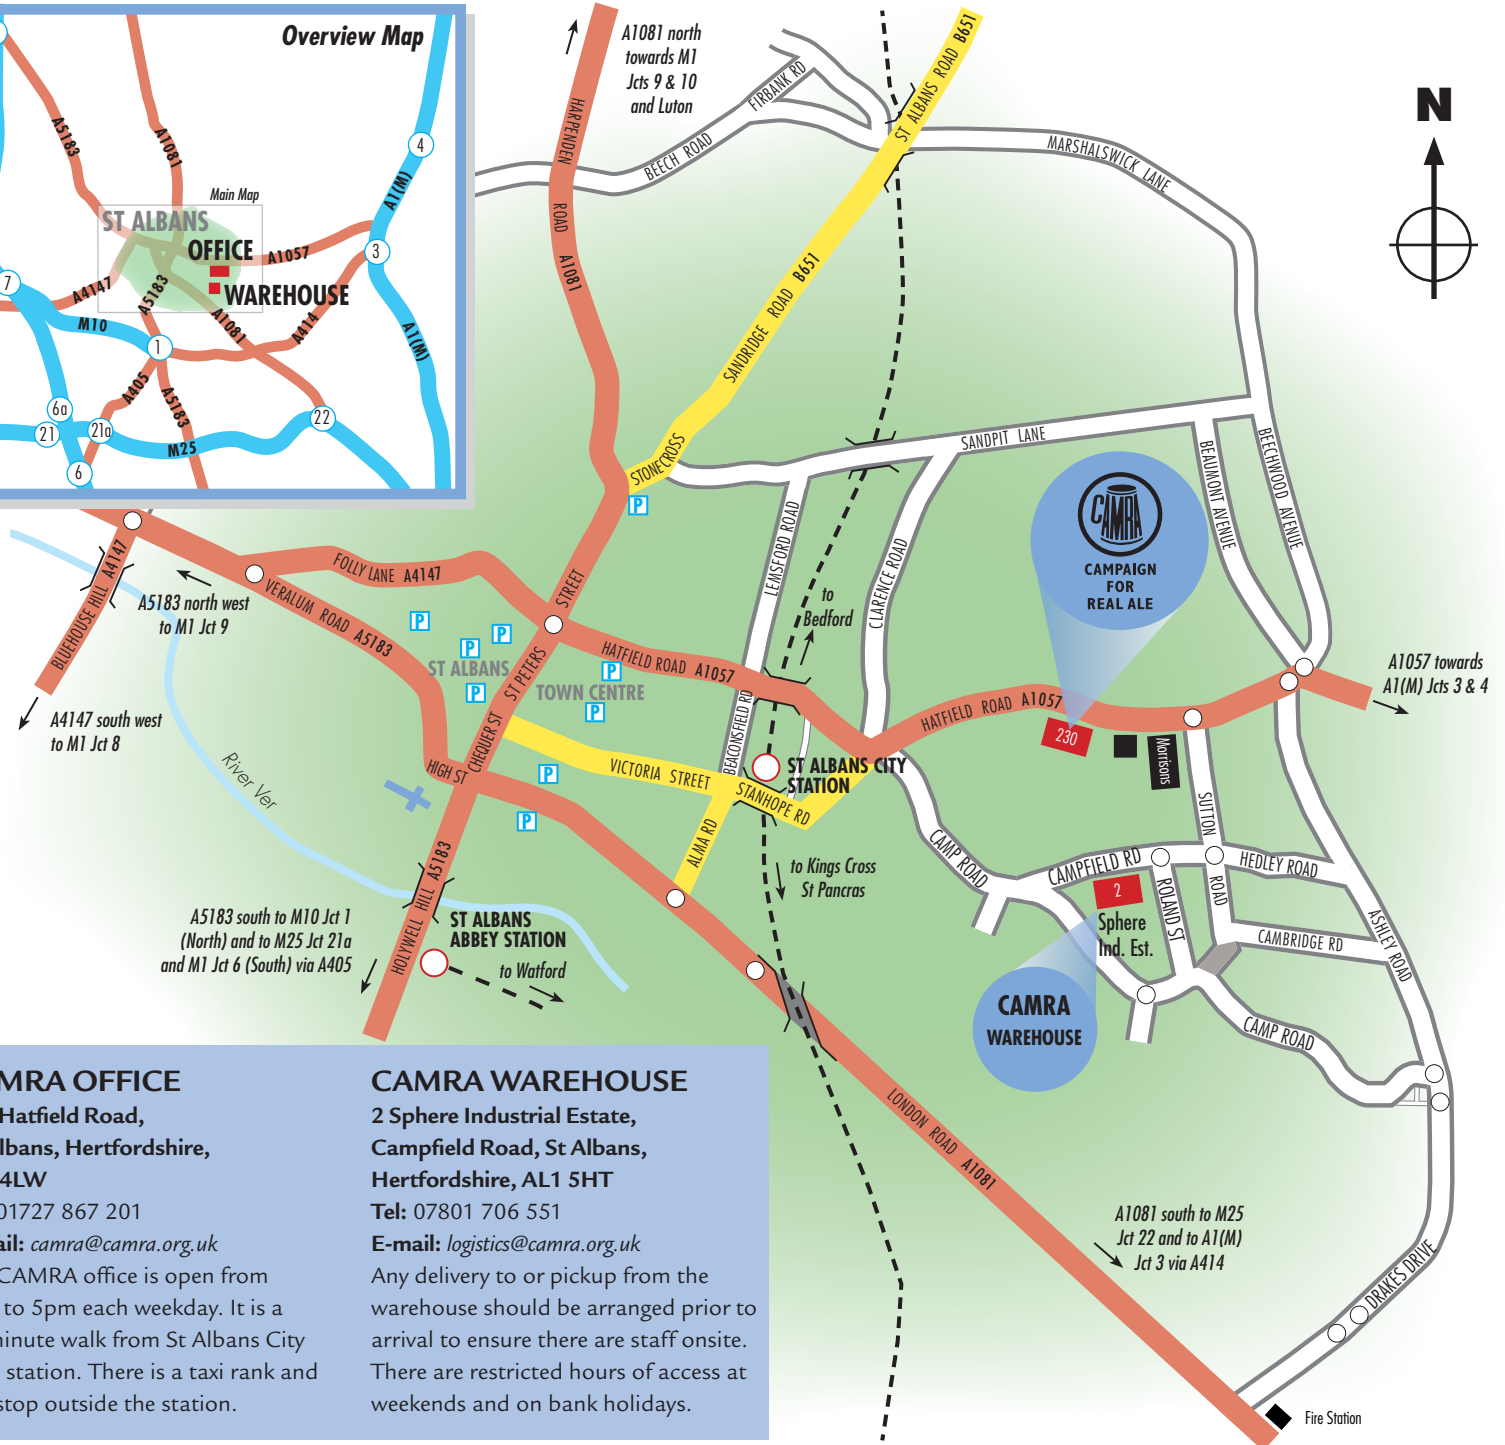 Overview Map
A5183
A1081
4
A1(M)
Main Map
ST ALBANS
OFFICE
A1057
3
7
A4147
A5183
WAREHOUSE
M10
A1081
A414
A1(M)
1
A405
A5183
6a
21
21a
22
M25
6
A1081 north
towards M1
Jcts 9 & 10
and Luton
HARPENDEN
ROAD
A1081
FIRBANK RD
BEECH ROAD
ST ALBANS ROAD B651
MARSHALSWICK LANE
N
SANDRIDGE ROAD B651
STONECROSS
SANDPIT LANE
BEAUMONT AVENUE
BEECHWOOD AVENUE
P
LEMSFORD ROAD
CLARENCE ROAD
CAMRA
CAMPAIGN
FOR
REAL ALE
BLUEHOUSE HILL A4147
FOLLY LANE A4147
STREET
to
Bedford
A5183 north west
to M1 Jct 9
VERALUM ROAD A5183
P
P
P
P
ST ALBANS
ST PETERS
HATFIELD ROAD A1057
P
TOWN CENTRE
P
A1057 towards
A1(M) Jcts 3 & 4
A4147 south west
to M1 Jct 8
HATFIELD ROAD A1057
230
Morrisons
River Ver
HIGH ST
CHEQUER ST
VICTORIA STREET
BEACONSFIELD RD
ST ALBANS CITY
STATION
STANHOPE RD
P
P
ALMA RD
SUTTON
ROAD
CAMP ROAD
CAMPFIELD RD
HEDLEY ROAD
to Kings Cross
St Pancras
2
Sphere
Ind. Est.
ROLAND ST
CAMBRIDGE RD
ASHLEY ROAD
HOLYWELL HILL A5183
A5183 south to M10 Jct 1
(North) and to M25 Jct 21a
and M1 Jct 6 (South) via A405
ST ALBANS
ABBEY STATION
to Watford
CAMRA
WAREHOUSE
CAMP ROAD
LONDON ROAD A1081
A1081 south to M25
Jct 22 and to A1(M)
Jct 3 via A414
DRAKES DRIVE
Fire Station
MRA OFFICE
Hatfield Road,
lbans, Hertfordshire,
4LW
01727 867 201
ail: camra@camra.org.uk
CAMRA office is open from
to 5pm each weekday. It is a
minute walk from St Albans City
station. There is a taxi rank and
stop outside the station.
CAMRA WAREHOUSE
2 Sphere Industrial Estate,
Campfield Road, St Albans,
Hertfordshire, AL1 5HT
Tel: 07801 706 551
E-mail: logistics@camra.org.uk
Any delivery to or pickup from the
warehouse should be arranged prior to
arrival to ensure there are staff onsite.
There are restricted hours of access at
weekends and on bank holidays.